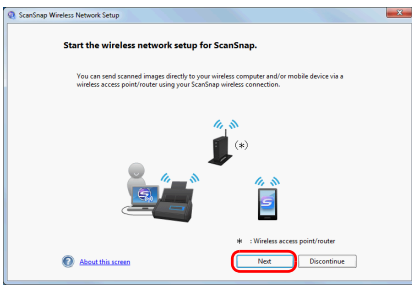 ScanSnap Wireless Network Setup
Start the wireless network setup for ScanSnap.
You can send scanned images directly to your wireless computer and/or mobile device via a
wireless access point/router using your ScanSnap wireless connection.
(*)
* : Wireless access point/router
About this screen
Next
Discontinue